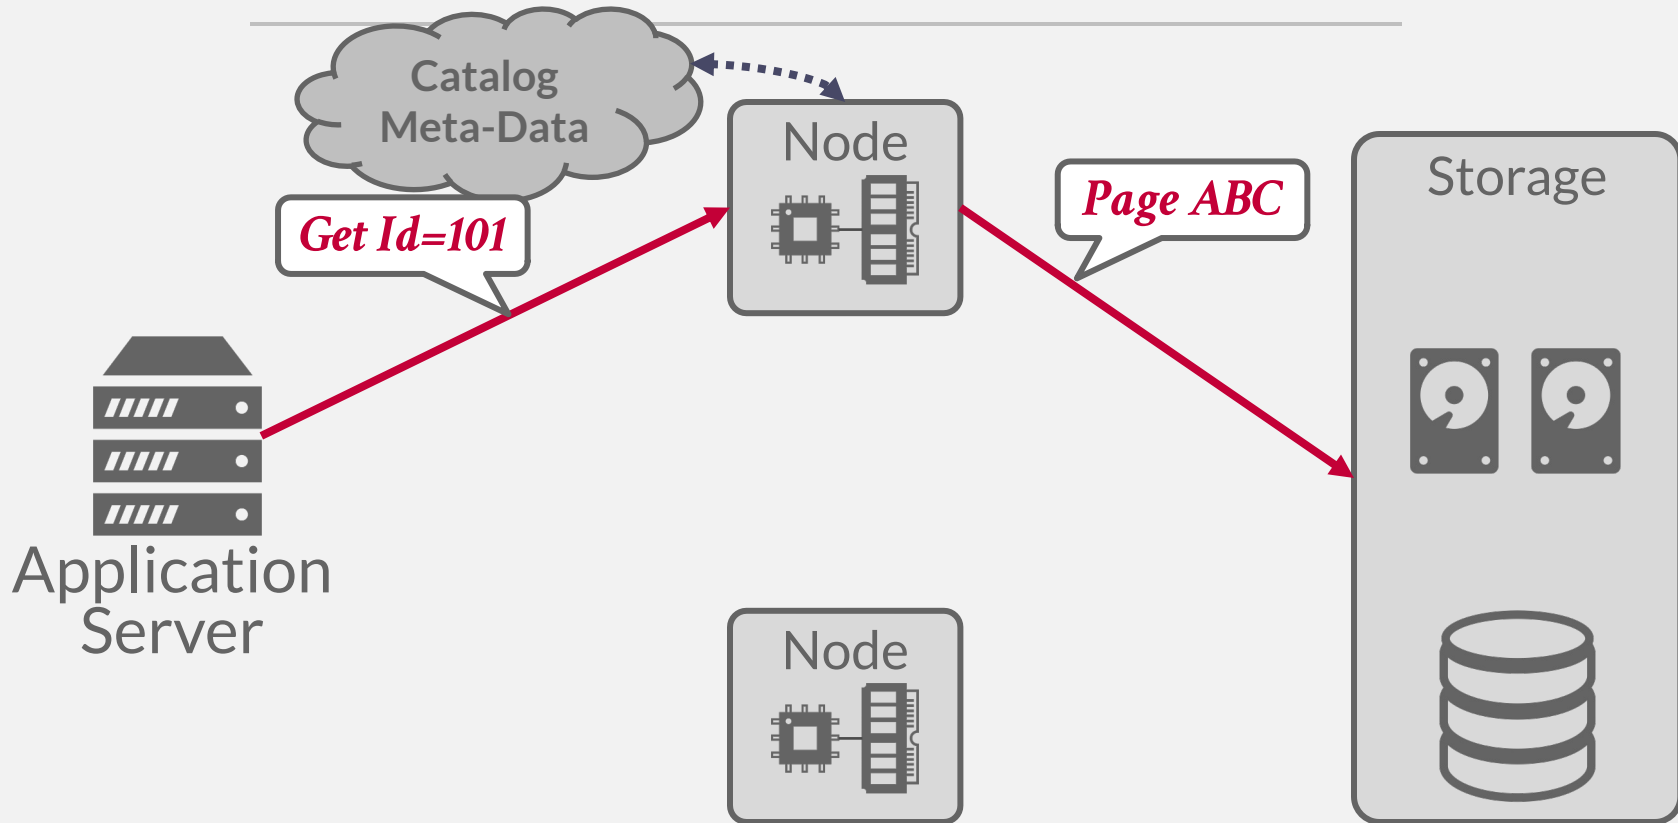 Catalog
Meta-Data
Node
Get Id=101
Page ABC
Storage
Application
Server
Node